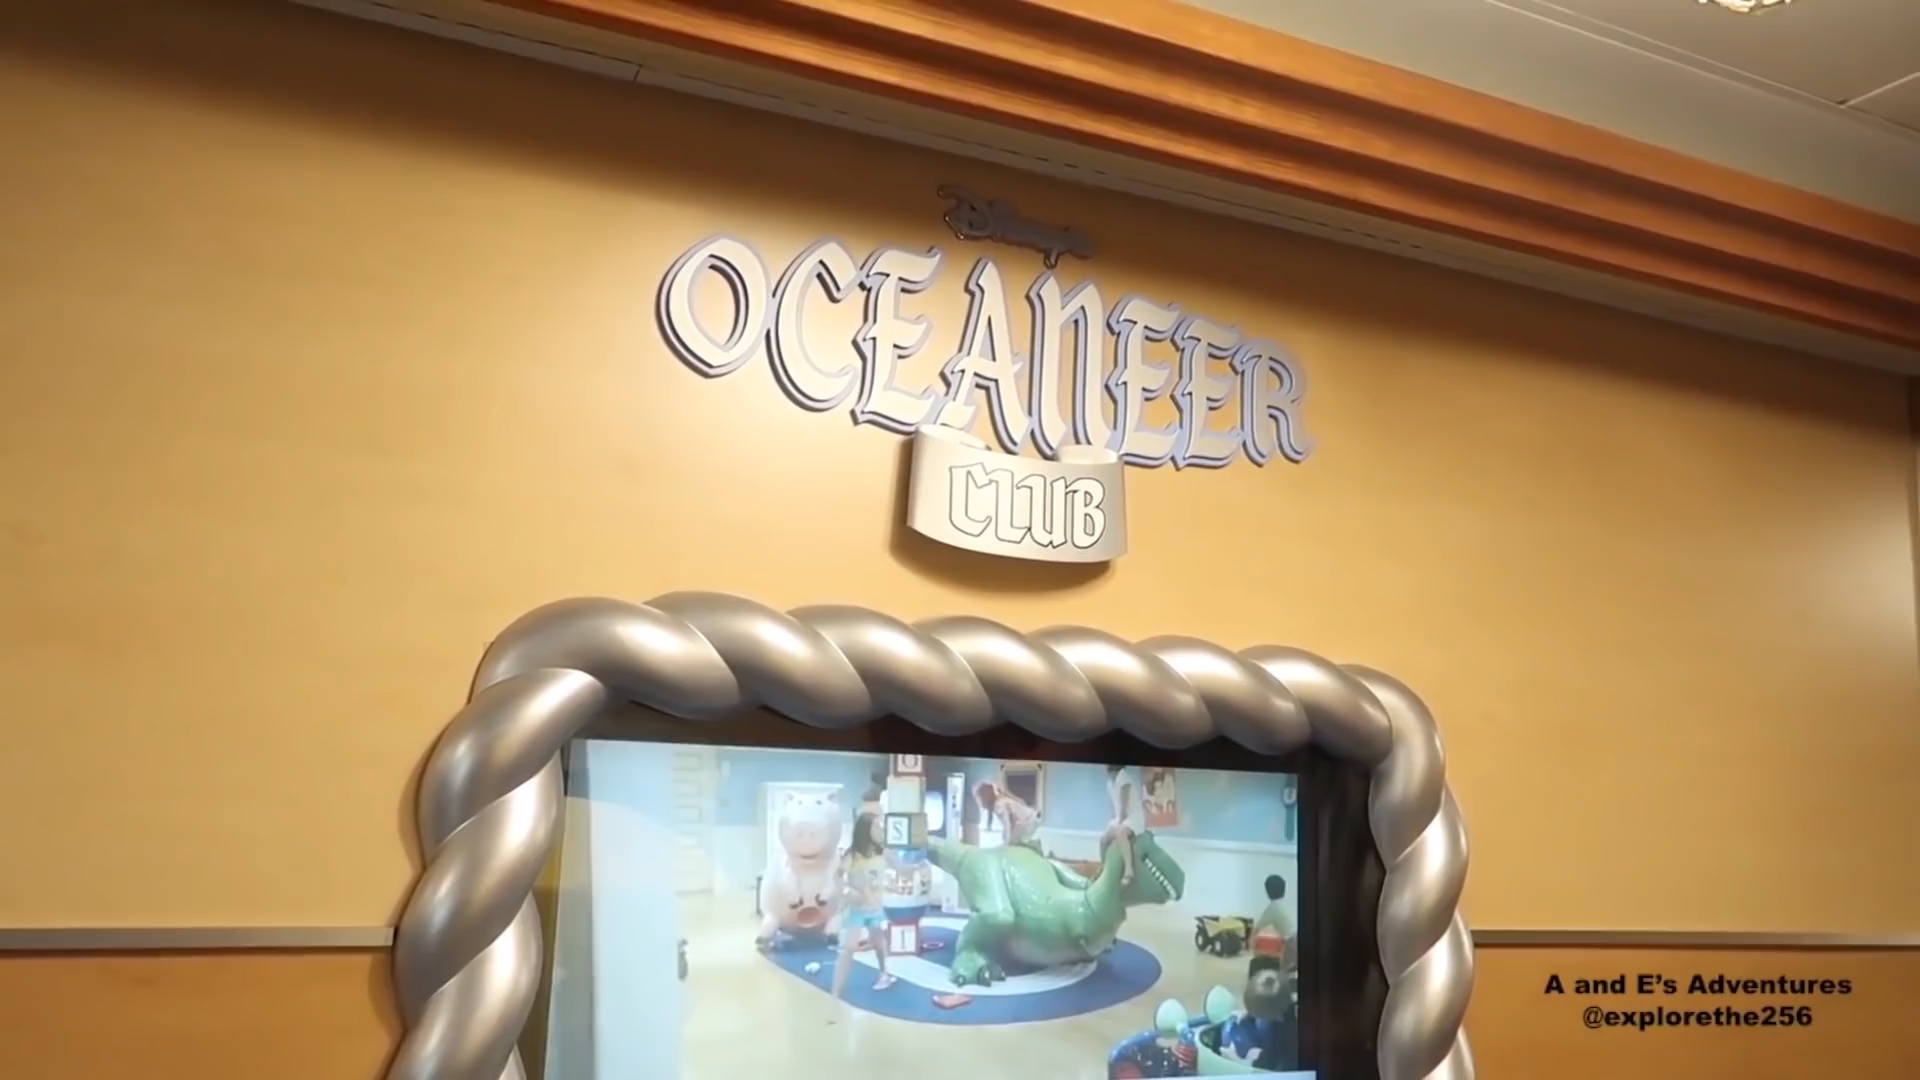 Disney's
OCEANEER
CLUB
S
T
A and E's Adventures
@explorethe256